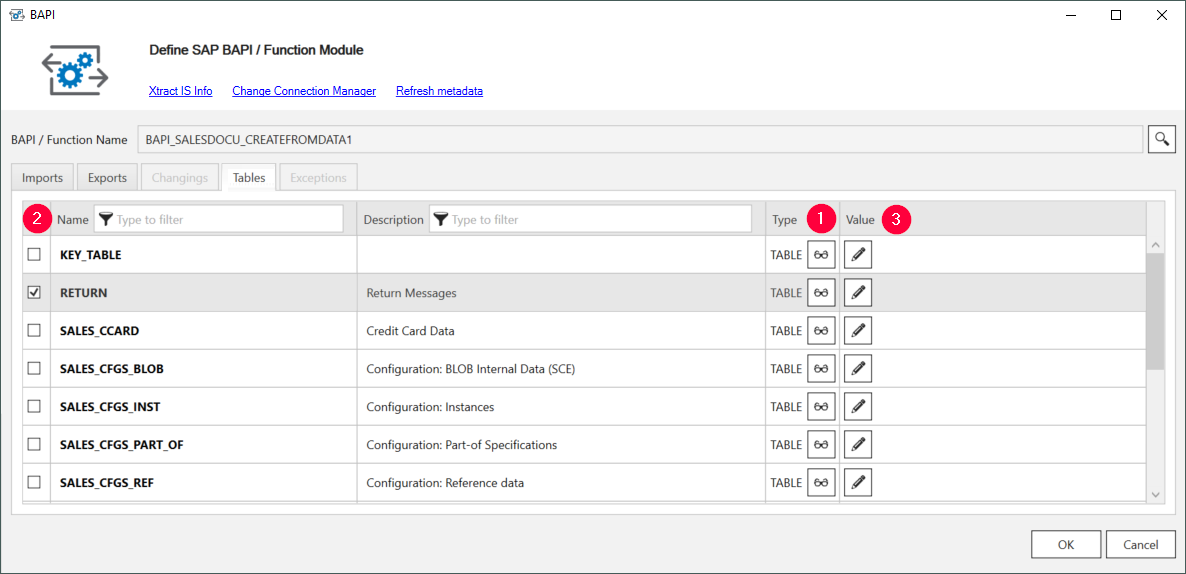 BAPI
Define SAP BAPI / Function Module
Xtract IS Info Change Connection Manager Refresh metadata
BAPI / Function Name BAPI_SALESDOCU_CREATEFROMDATA1
Imports Exports Changings Tables Exceptions
2 Name Type to filter Description Type to filter Type 1 Value 3
KEY_TABLE TABLE
RETURN Return Messages TABLE
SALES_CCARD Credit Card Data TABLE
SALES_CFGS_BLOB Configuration: BLOB Internal Data (SCE) TABLE
SALES_CFGS_INST Configuration: Instances TABLE
SALES_CFGS_PART_OF Configuration: Part-of Specifications TABLE
SALES_CFGS_REF Configuration: Reference data TABLE
OK Cancel